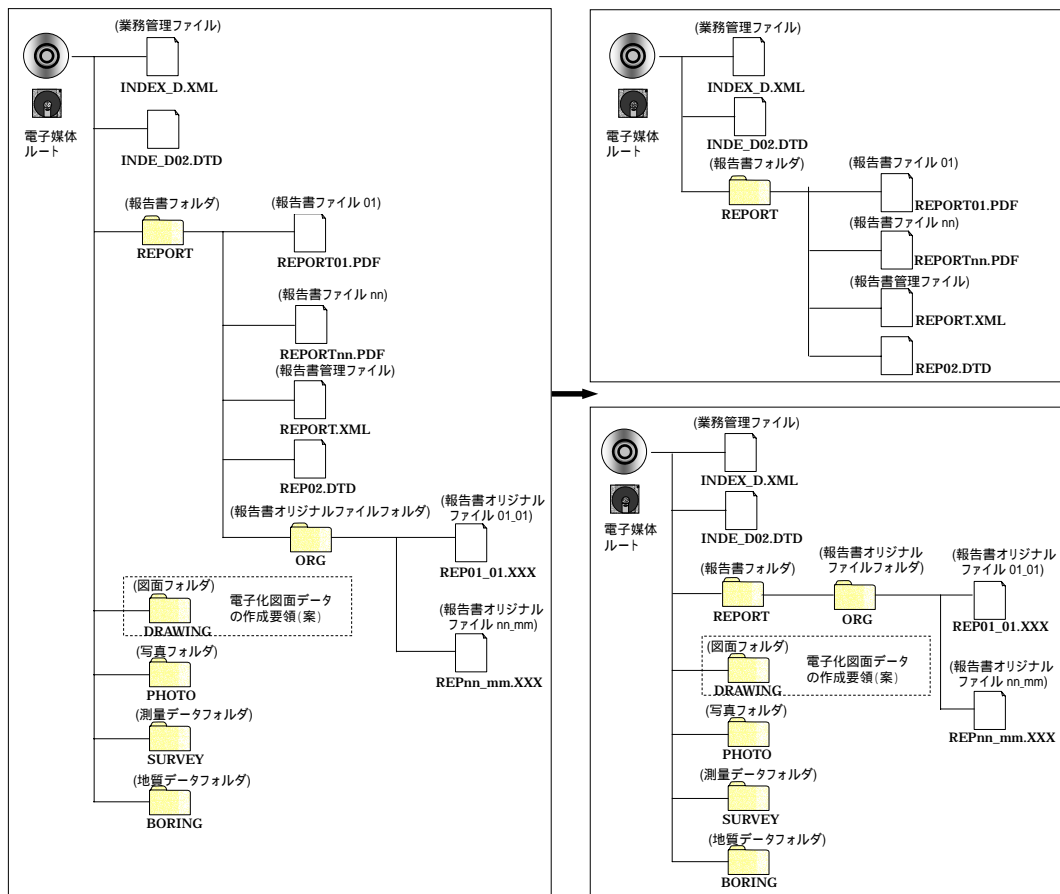 (業務管理ファイル)
INDEX_D.XML
電子媒体
ルート
INDE_D02.DTD
(報告書フォルダ)
REPORT
(報告書ファイル 01)
REPORT01.PDF
(報告書ファイル nn)
REPORTnn.PDF
(報告書管理ファイル)
REPORT.XML
REP02.DTD
(報告書オリジナルファイルフォルダ)
ORG
(報告書オリジナル
ファイル 01_01)
REP01_01.XXX
(報告書オリジナル
ファイル nn_mm)
REPnn_mm.XXX
(図面フォルダ)
DRAWING
電子化図面データ
の作成要領(案)
(写真フォルダ)
PHOTO
(測量データフォルダ)
SURVEY
(地質データフォルダ)
BORING
(業務管理ファイル)
INDEX_D.XML
電子媒体
ルート
INDE_D02.DTD
(報告書フォルダ)
REPORT
(報告書ファイル 01)
REPORT01.PDF
(報告書ファイル nn)
REPORTnn.PDF
(報告書管理ファイル)
REPORT.XML
REP02.DTD
(業務管理ファイル)
INDEX_D.XML
電子媒体
ルート
INDE_D02.DTD
(報告書フォルダ)
REPORT
(報告書オリジナル
ファイルフォルダ)
ORG
(報告書オリジナル
ファイル 01_01)
REP01_01.XXX
(報告書オリジナル
ファイル nn_mm)
REPnn_mm.XXX
(図面フォルダ)
DRAWING
電子化図面データ
の作成要領(案)
(写真フォルダ)
PHOTO
(測量データフォルダ)
SURVEY
(地質データフォルダ)
BORING